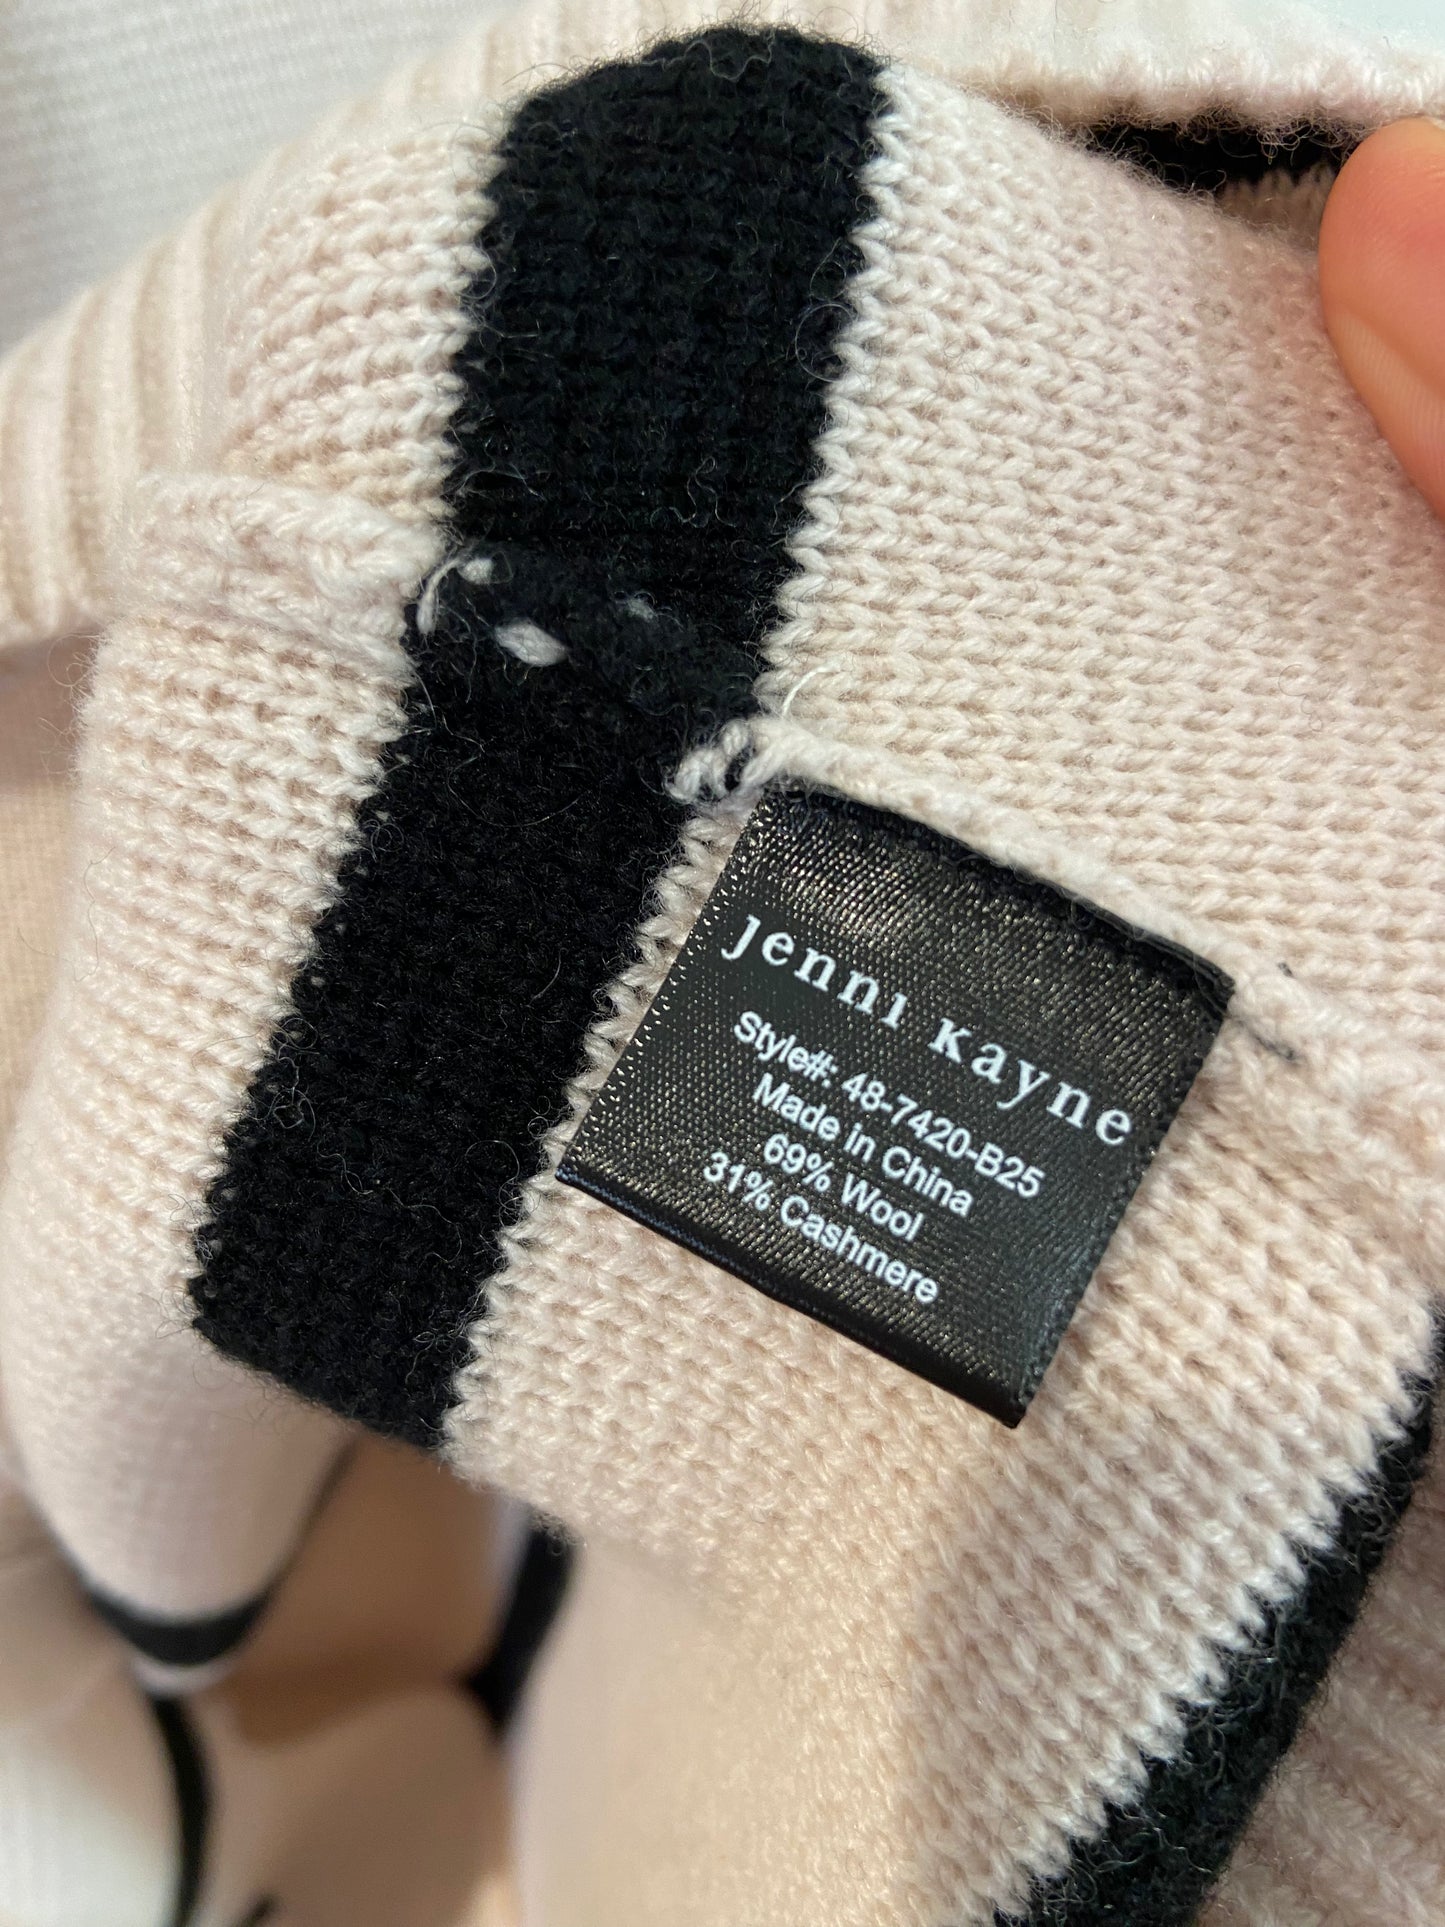 jenni kayne
Style#: 48-7420-B25
Made in China
69% Wool
31% Cashmere